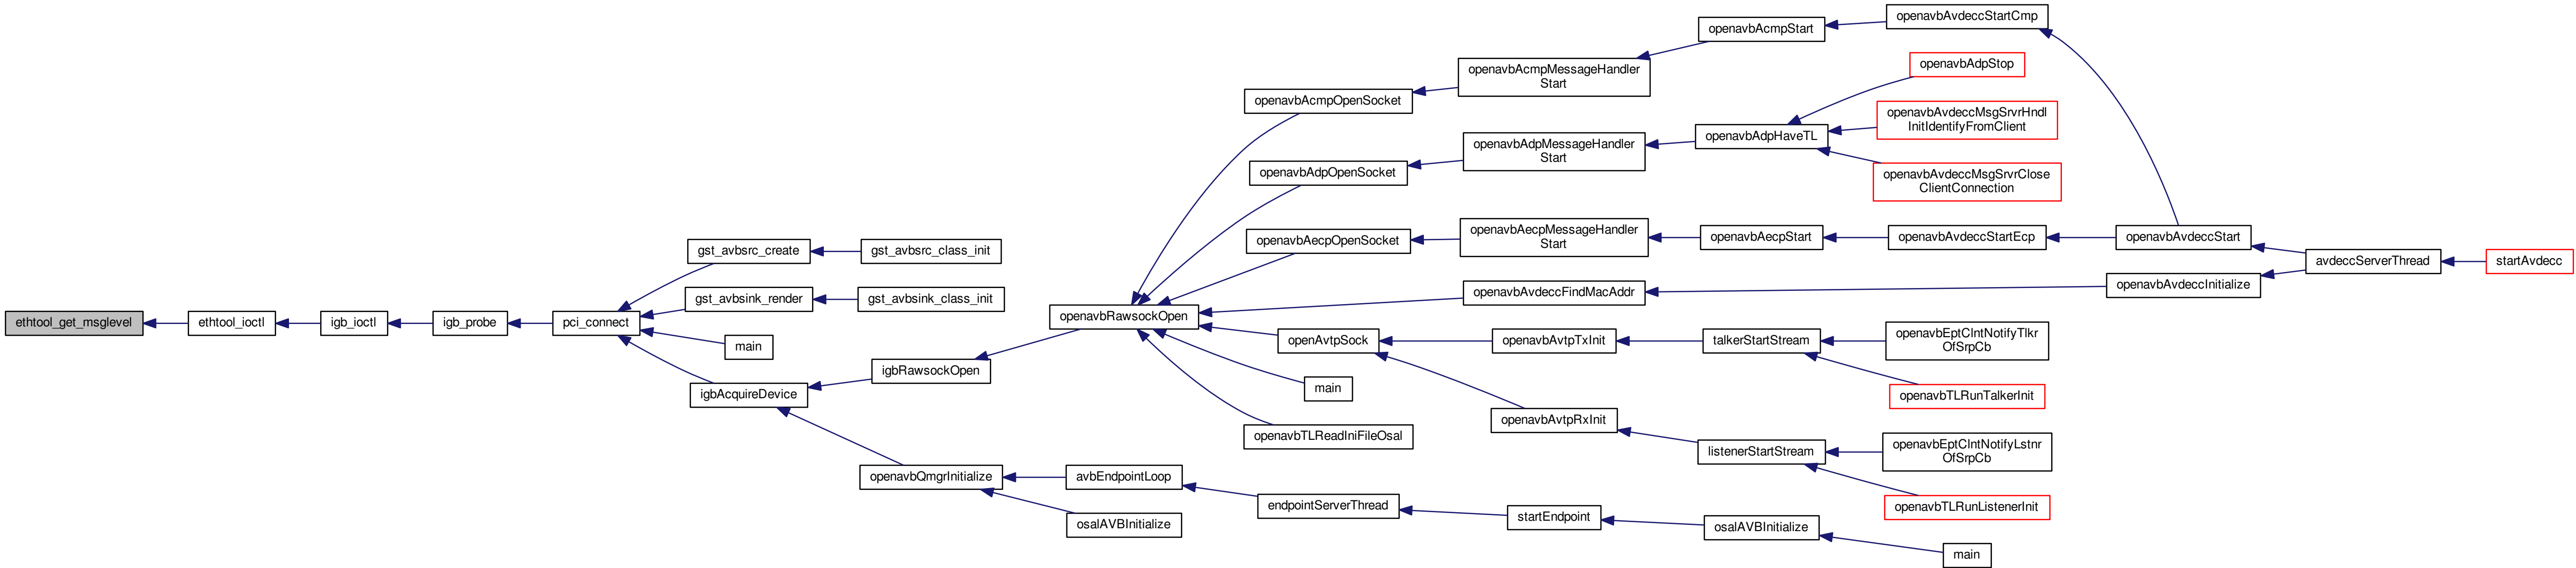 ethtool_get_msglevel
ethtool_ioctl
igb_ioctl
igb_probe
pci_connect
gst_avbsrc_create
gst_avbsrc_class_init
gst_avbsink_render
gst_avbsink_class_init
main
igbAcquireDevice
igbRawsockOpen
openavbRawsockOpen
openavbAcmpOpenSocket
openavbAcmpMessageHandler
Start
openavbAcmpStart
openavbAvdeccStartCmp
openavbAdpOpenSocket
openavbAdpMessageHandler
Start
openavbAdpHaveTL
openavbAdpStop
openavbAvdeccMsgSrvrHndl
InitIdentifyFromClient
openavbAvdeccMsgSrvrClose
ClientConnection
openavbAecpOpenSocket
openavbAecpMessageHandler
Start
openavbAecpStart
openavbAvdeccStartEcp
openavbAvdeccStart
avdeccServerThread
startAvdecc
openavbAvdeccFindMacAddr
openavbAvdeccInitialize
openAvtpSock
openavbAvtpTxInit
talkerStartStream
openavbEptClntNotifyTlkr
OfSrpCb
openavbTLRunTalkerInit
main
openavbAvtpRxInit
listenerStartStream
openavbEptClntNotifyLstnr
OfSrpCb
openavbTLRunListenerInit
openavbTLReadIniFileOsal
openavbQmgrInitialize
avbEndpointLoop
endpointServerThread
startEndpoint
osalAVBInitialize
main
osalAVBInitialize